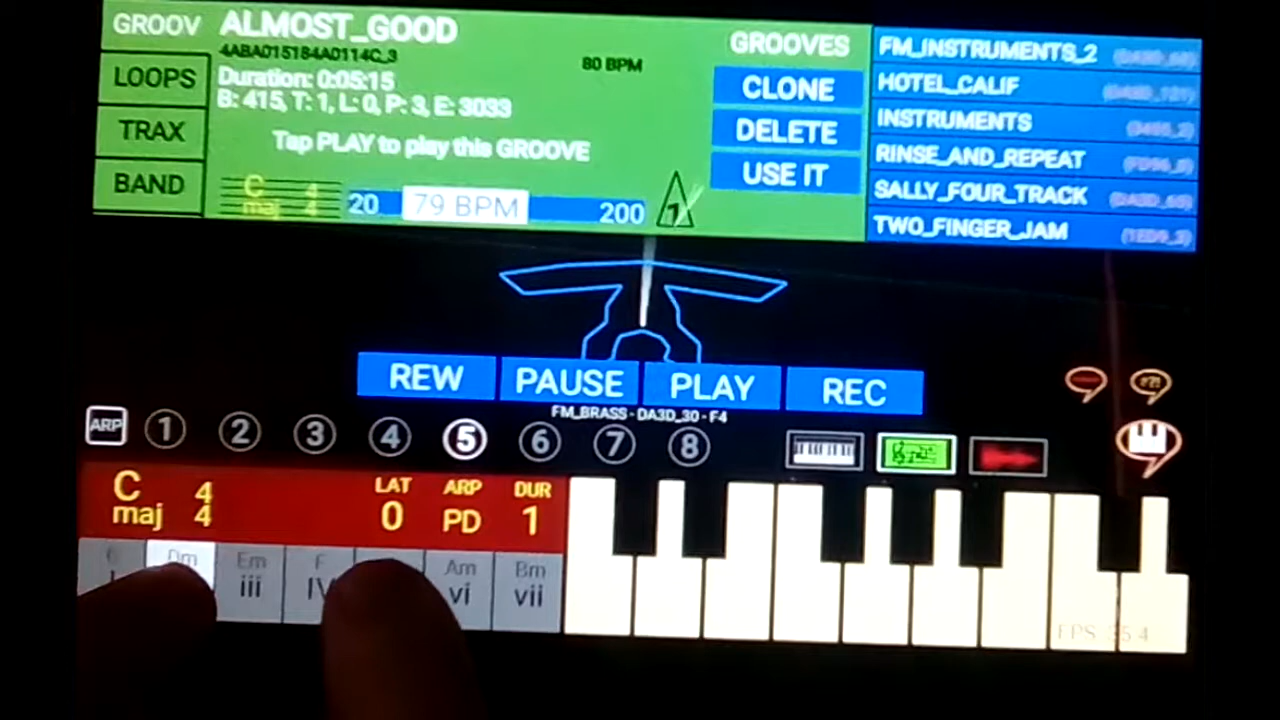 GROOV
ALMOST_GOOD
4ABA015184A0114C_3
80 BPM
GROOVES
LOOPS
Duration: 0:05:15
B: 415, T: 1, L: 0, P: 3, E: 3033
CLONE
TRAX
Tap PLAY to play this GROOVE
DELETE
BAND
USE IT
C 4
maj 4
20
79 BPM
200
1
FM_INSTRUMENTS_2
HOTEL_CALIF
INSTRUMENTS
RINSE_AND_REPEAT
SALLY_FOUR_TRACK
TWO_FINGER_JAM
REW
PAUSE
PLAY
REC
FM_BRASS - DA3D_30 - F4
ARP
1
2
3
4
5
6
7
8
#?!
C 4
maj 4
LAT
0
ARP
PD
DUR
1
Dm
Em
iii
F
IV
Am
vi
Bm
vii